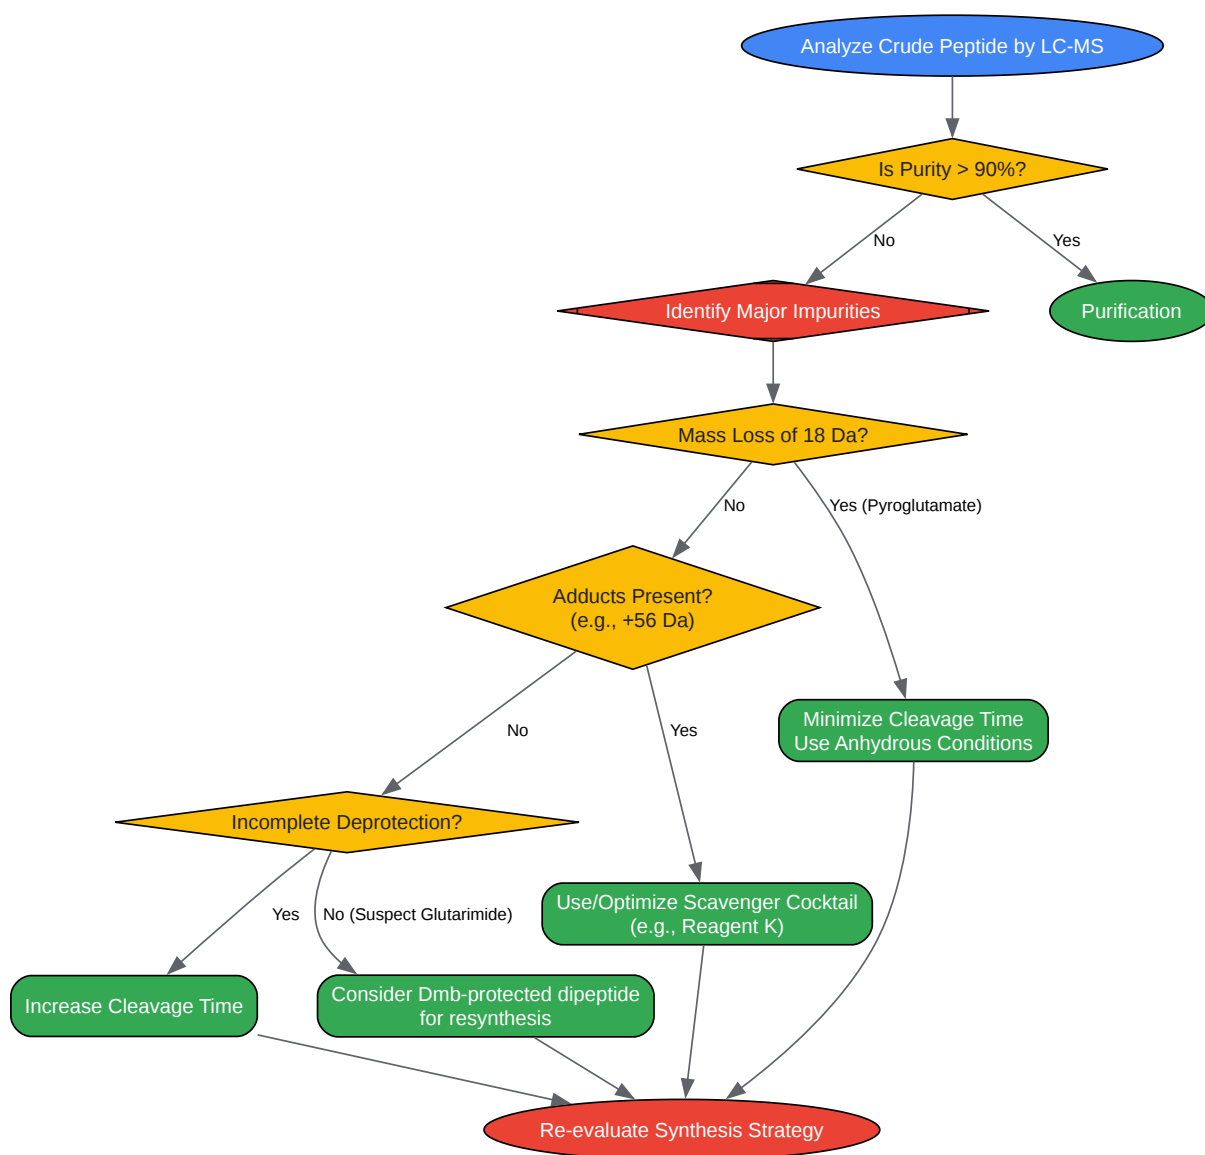 Analyze Crude Peptide by LC-MS
Is Purity > 90%?
No
Yes
Identify Major Impurities
Purification
Mass Loss of 18 Da?
No
Yes (Pyroglutamate)
Adducts Present?
(e.g., +56 Da)
No
Yes
Minimize Cleavage Time
Use Anhydrous Conditions
Incomplete Deprotection?
Yes
No (Suspect Glutarimide)
Use/Optimize Scavenger Cocktail
(e.g., Reagent K)
Increase Cleavage Time
Consider Dmb-protected dipeptide
for resynthesis
Re-evaluate Synthesis Strategy